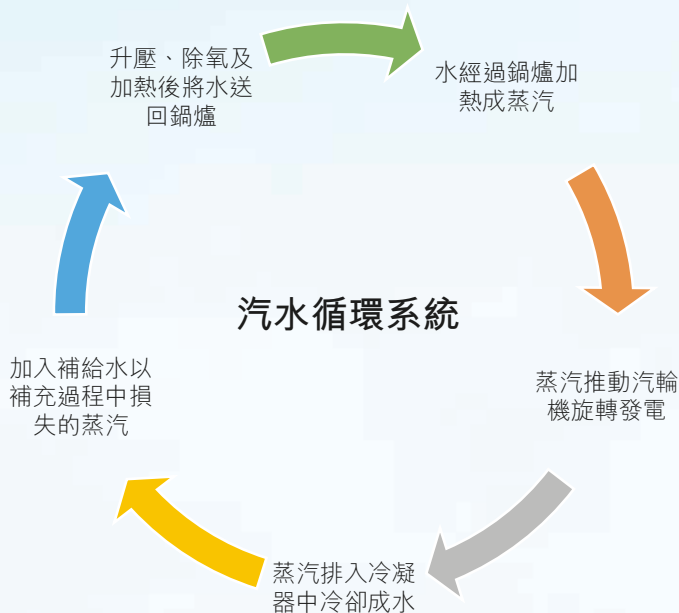 升壓、除氧及
加熱後將水送
回鍋爐
水經過鍋爐加
熱成蒸汽
汽水循環系統
蒸汽推動汽輪
機旋轉發電
蒸汽排入冷凝
器中冷卻成水
加入補給水以
補充過程中損
失的蒸汽